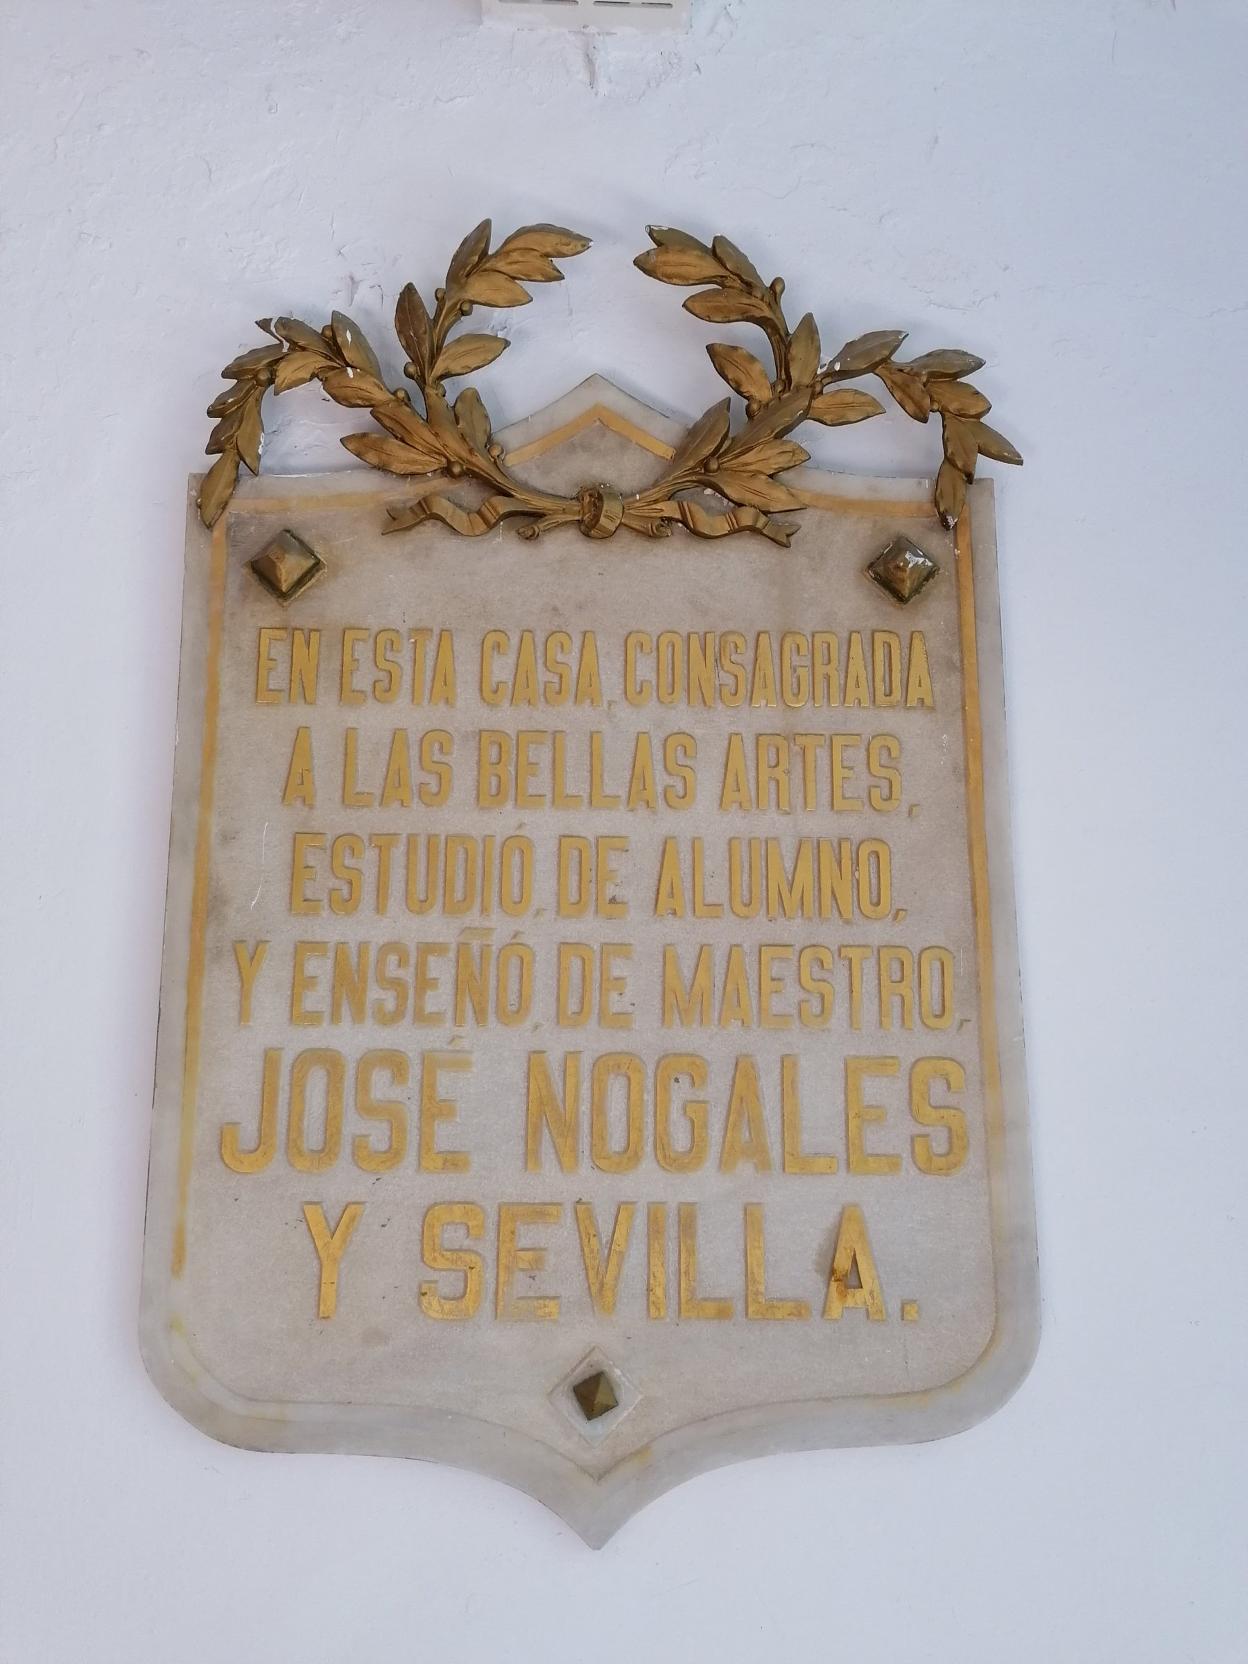 EN ESTA CASA, CONSAGRADA
A LAS BELLAS ARTES,
ESTUDIÓ, DE ALUMNO,
Y ENSEÑÓ, DE MAESTRO,
JOSÉ NOGALES
Y SEVILLA.